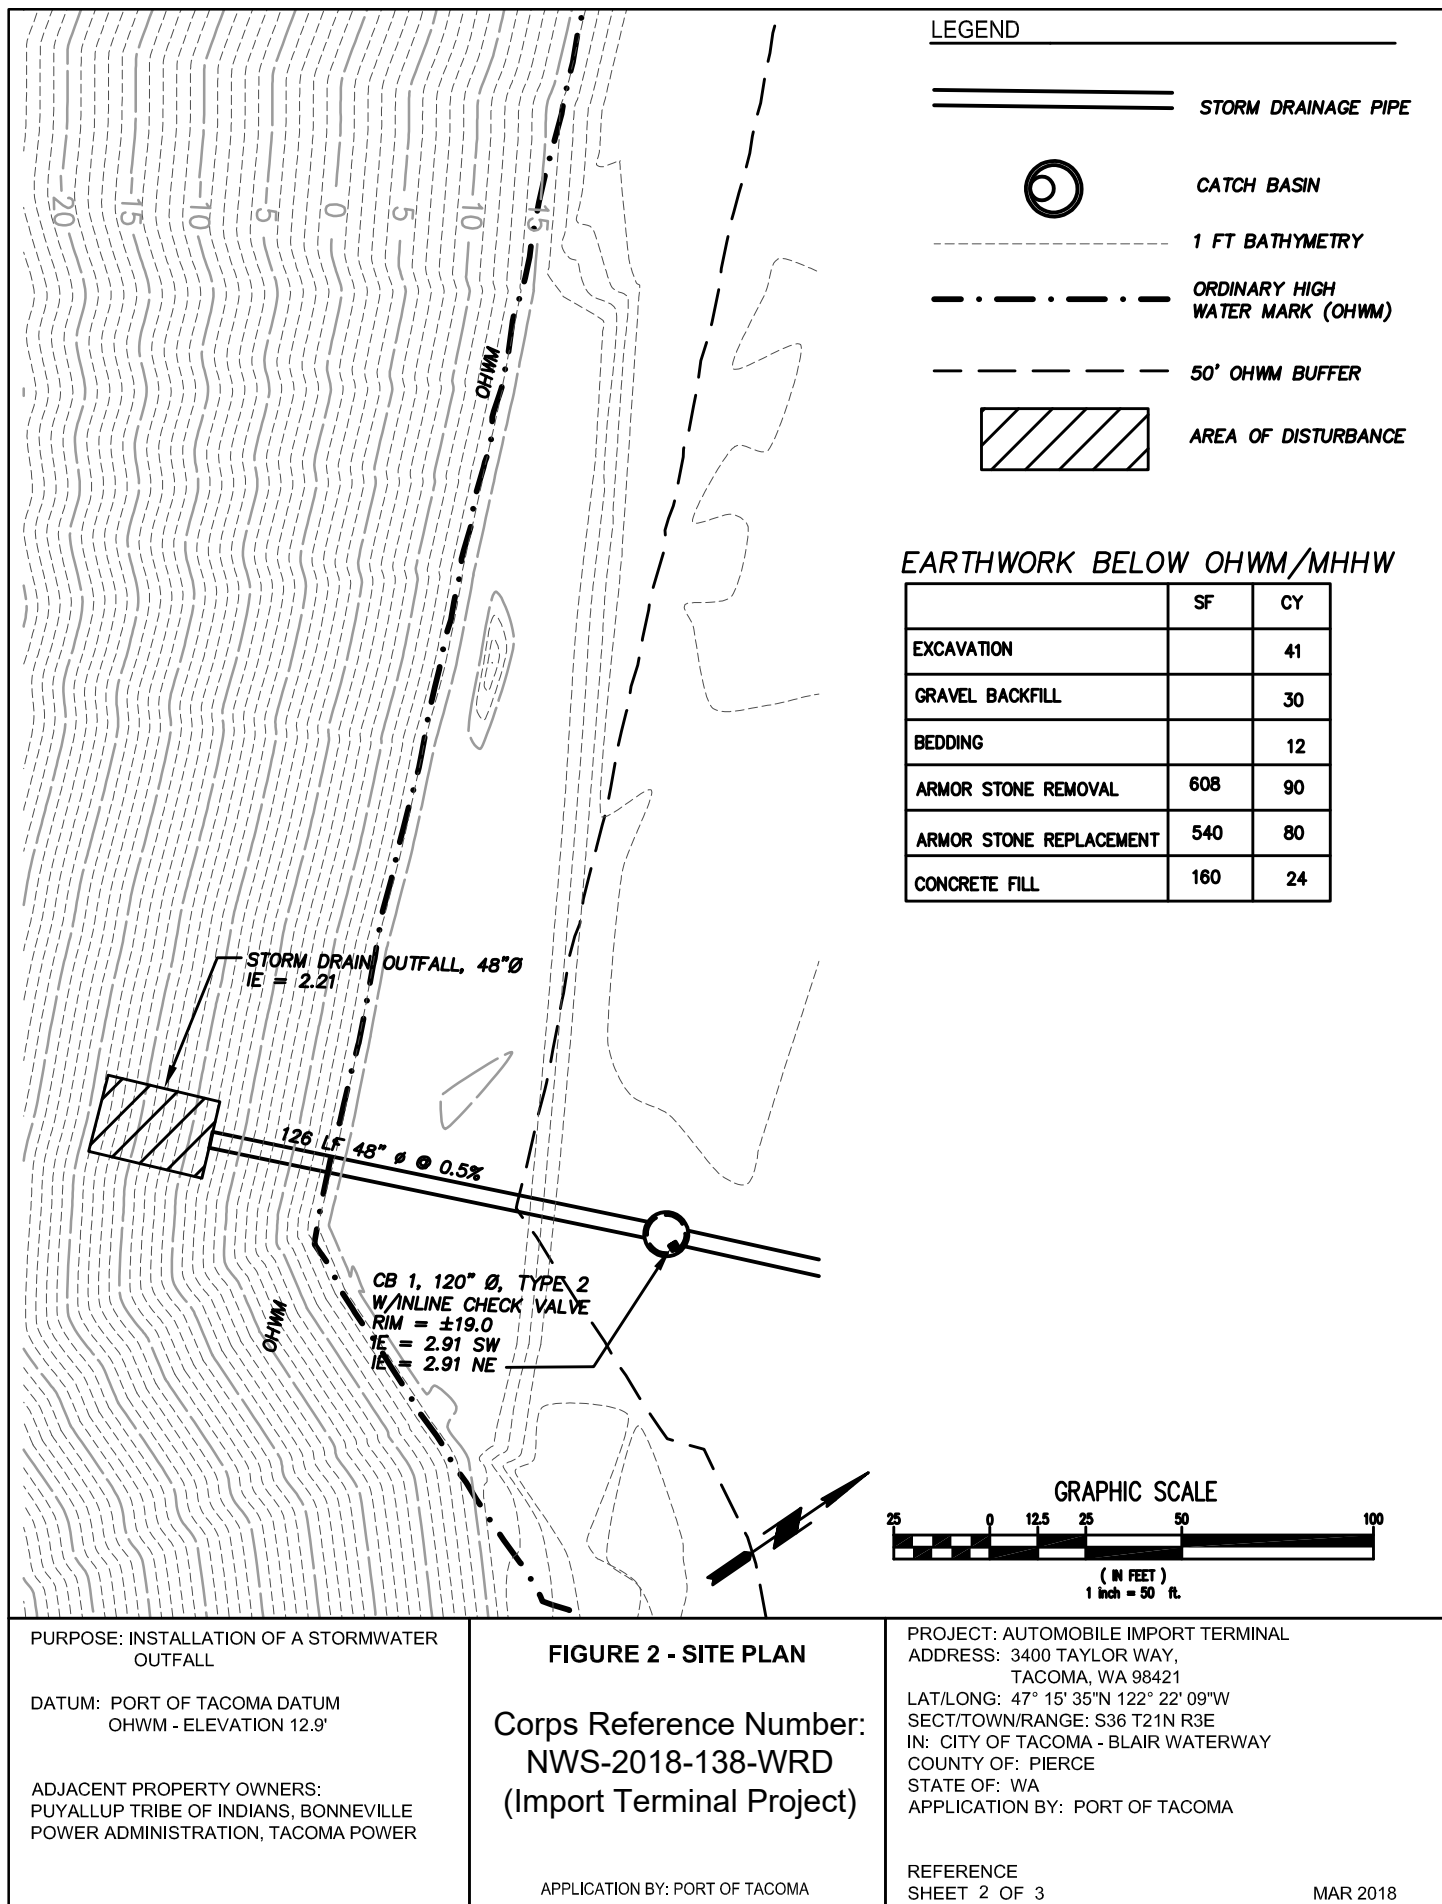 LEGEND
STORM DRAINAGE PIPE
CATCH BASIN
1 FT BATHYMETRY
ORDINARY HIGH
WATER MARK (OHWM)
50' OHWM BUFFER
AREA OF DISTURBANCE
-20 -15 -10 -5 0 5 10 15
OHWM
EARTHWORK BELOW OHWM/MHHW
SF CY
EXCAVATION 41
GRAVEL BACKFILL 30
BEDDING 12
ARMOR STONE REMOVAL 608 90
ARMOR STONE REPLACEMENT 540 80
CONCRETE FILL 160 24
STORM DRAIN OUTFALL, 48"Ø
IE = 2.21
126 LF 48" ø @ 0.5%
CB 1, 120" Ø, TYPE 2
W/INLINE CHECK VALVE
RIM = ±19.0
IE = 2.91 SW
IE = 2.91 NE
OHWM
GRAPHIC SCALE
25 0 12.5 25 50 100
( IN FEET )
1 inch = 50 ft.
PURPOSE: INSTALLATION OF A STORMWATER
OUTFALL
DATUM: PORT OF TACOMA DATUM
OHWM - ELEVATION 12.9'
ADJACENT PROPERTY OWNERS:
PUYALLUP TRIBE OF INDIANS, BONNEVILLE
POWER ADMINISTRATION, TACOMA POWER
FIGURE 2 - SITE PLAN
Corps Reference Number:
NWS-2018-138-WRD
(Import Terminal Project)
APPLICATION BY: PORT OF TACOMA
PROJECT: AUTOMOBILE IMPORT TERMINAL
ADDRESS: 3400 TAYLOR WAY,
TACOMA, WA 98421
LAT/LONG: 47° 15' 35"N 122° 22' 09"W
SECT/TOWN/RANGE: S36 T21N R3E
IN: CITY OF TACOMA - BLAIR WATERWAY
COUNTY OF: PIERCE
STATE OF: WA
APPLICATION BY: PORT OF TACOMA
REFERENCE
SHEET 2 OF 3 MAR 2018